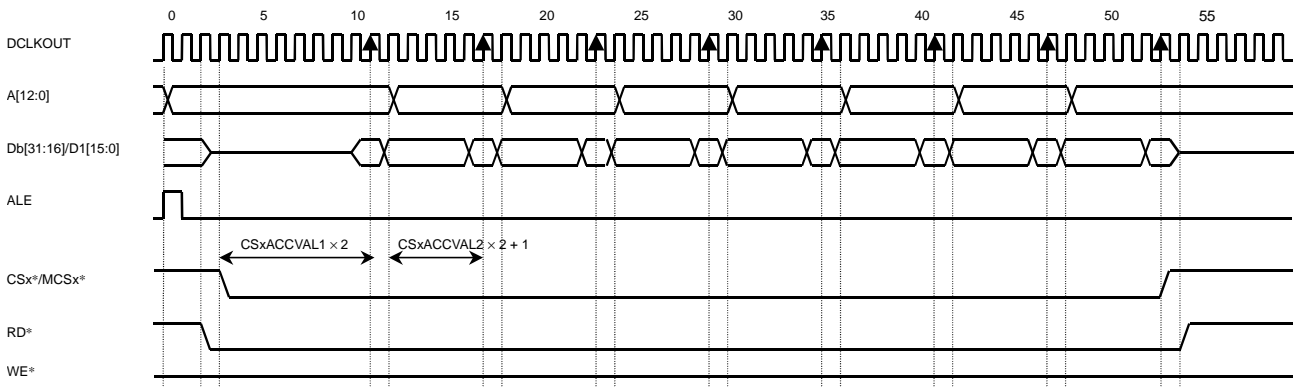 0 5 10 15 20 25 30 35 40 45 50 55
DCLKOUT
A[12:0]
Db[31:16]/D1[15:0]
ALE
CSxACCVAL1 × 2 CSxACCVAL2 × 2 + 1
CSx*/MCSx*
RD*
WE*